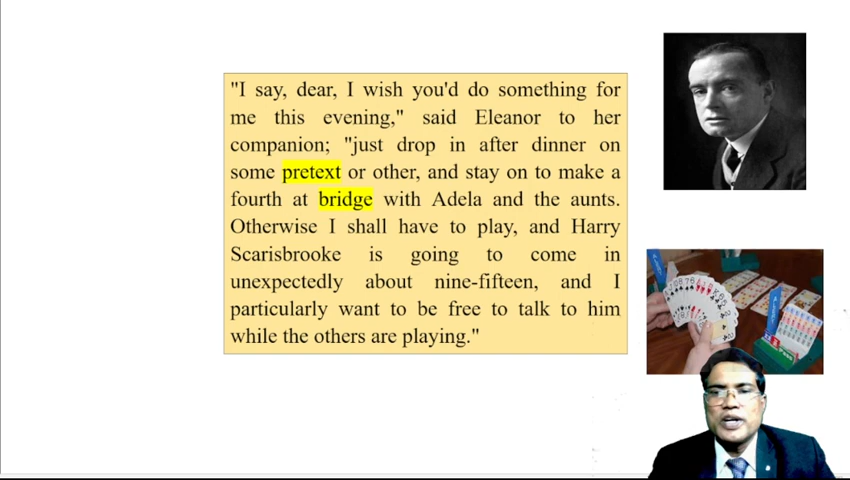 "I say, dear, I wish you'd do something for
me this evening," said Eleanor to her
companion; "just drop in after dinner on
some pretext or other, and stay on to make a
fourth at bridge with Adela and the aunts.
Otherwise I shall have to play, and Harry
Scarisbrooke is going to come in
unexpectedly about nine-fifteen, and I
particularly want to be free to talk to him
while the others are playing."